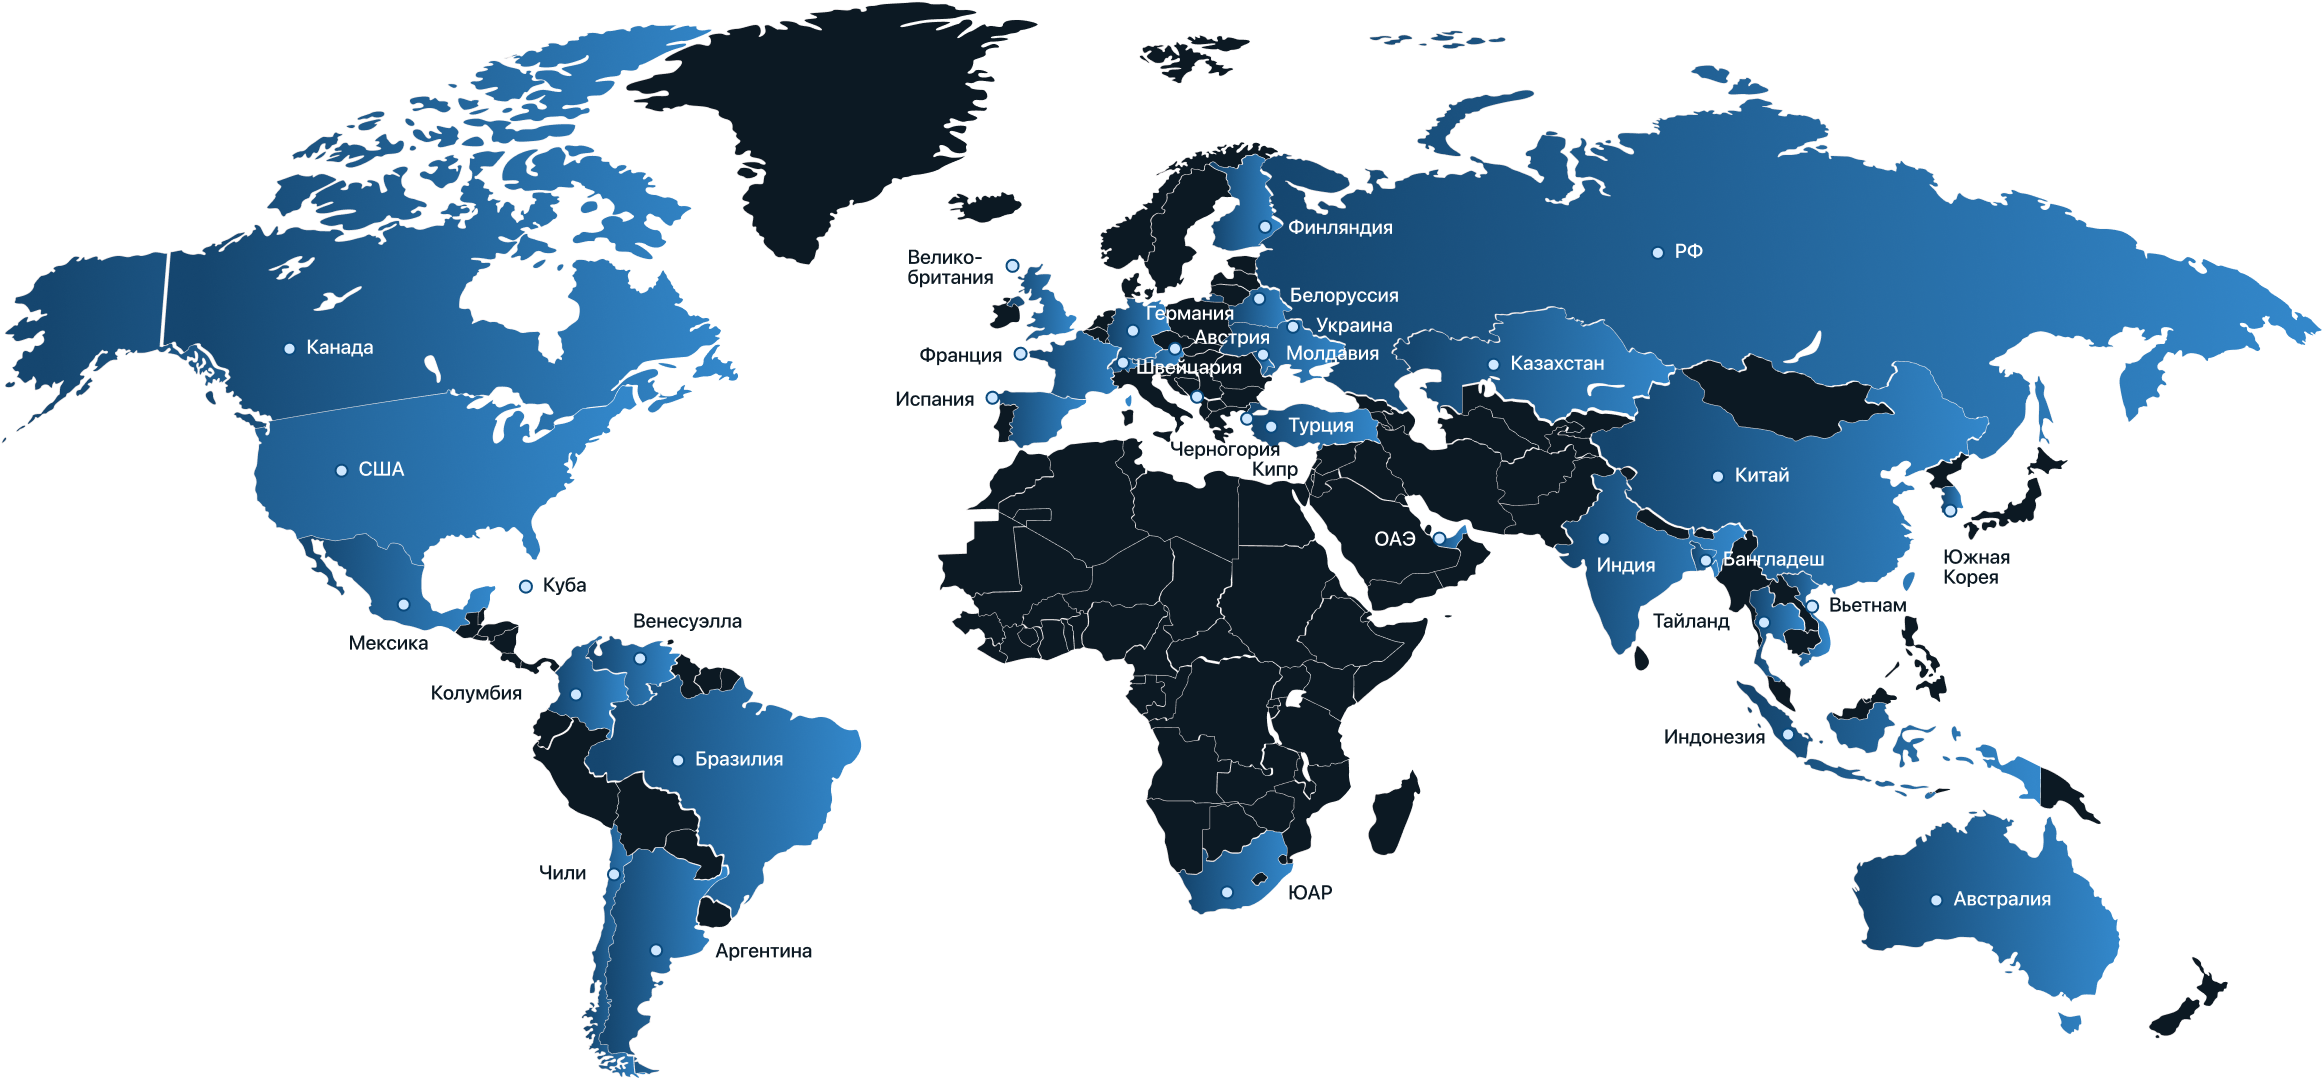 Финляндия
РФ
Велико-
британия
Белоруссия
Германия
Украина
Австрия
Канада
Франция
Молдавия
Швейцария
Казахстан
Испания
Турция
Черногория
Кипр
США
Китай
ОАЭ
Индия
Бангладеш
Южная
Корея
Куба
Вьетнам
Венесуэлла
Тайланд
Мексика
Колумбия
Индонезия
Бразилия
Чили
ЮАР
Австралия
Аргентина